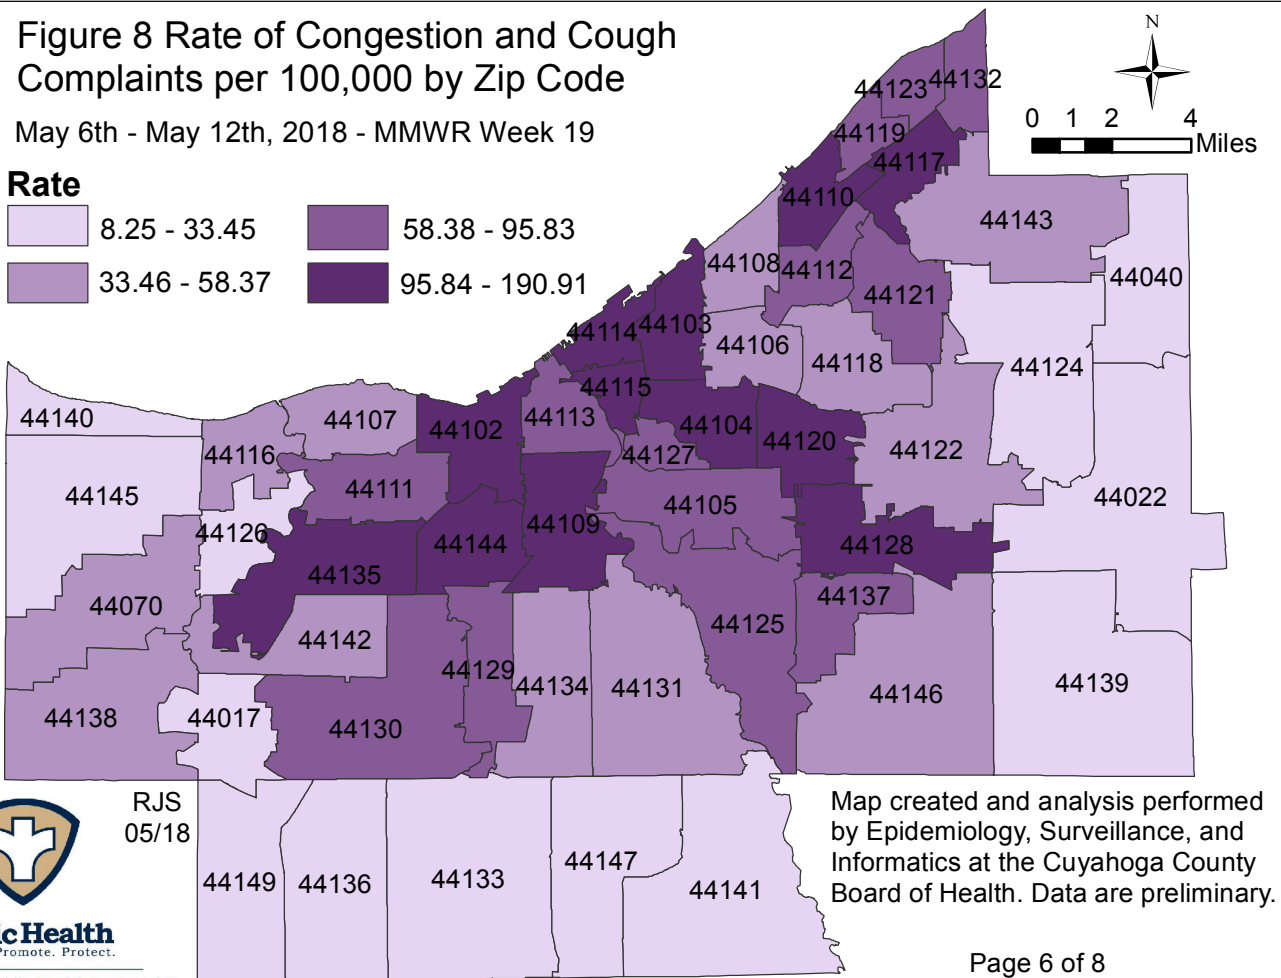 Figure 8 Rate of Congestion and Cough
Complaints per 100,000 by Zip Code
May 6th - May 12th, 2018 - MMWR Week 19
Rate
8.25 - 33.45
58.38 - 95.83
33.46 - 58.37
95.84 - 190.91
N
0 1 2 4
Miles
44123
44132
44119
44117
44110
44143
44108
44112
44040
44121
44114
44103
44106
44118
44124
44115
44140
44107
44102
44113
44104
44120
44116
44127
44122
44145
44111
44105
44022
44126
44109
44144
44128
44135
44070
44137
44142
44125
44129
44134
44131
44146
44139
44138
44017
44130
RJS
05/18
44149
44136
44133
44147
44141
Map created and analysis performed
by Epidemiology, Surveillance, and
Informatics at the Cuyahoga County
Board of Health. Data are preliminary.
Health
Promote. Protect.
Page 6 of 8